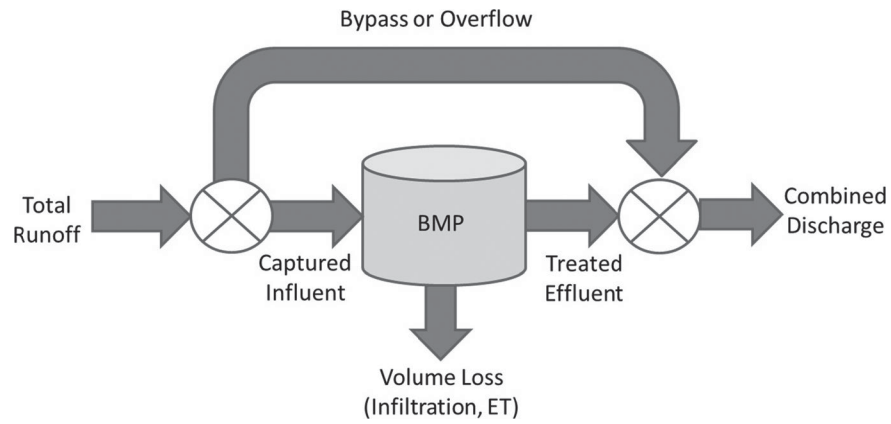 Bypass or Overflow
Total
Runoff
Captured
Influent
BMP
Treated
Effluent
Combined
Discharge
Volume Loss
(Infiltration, ET)